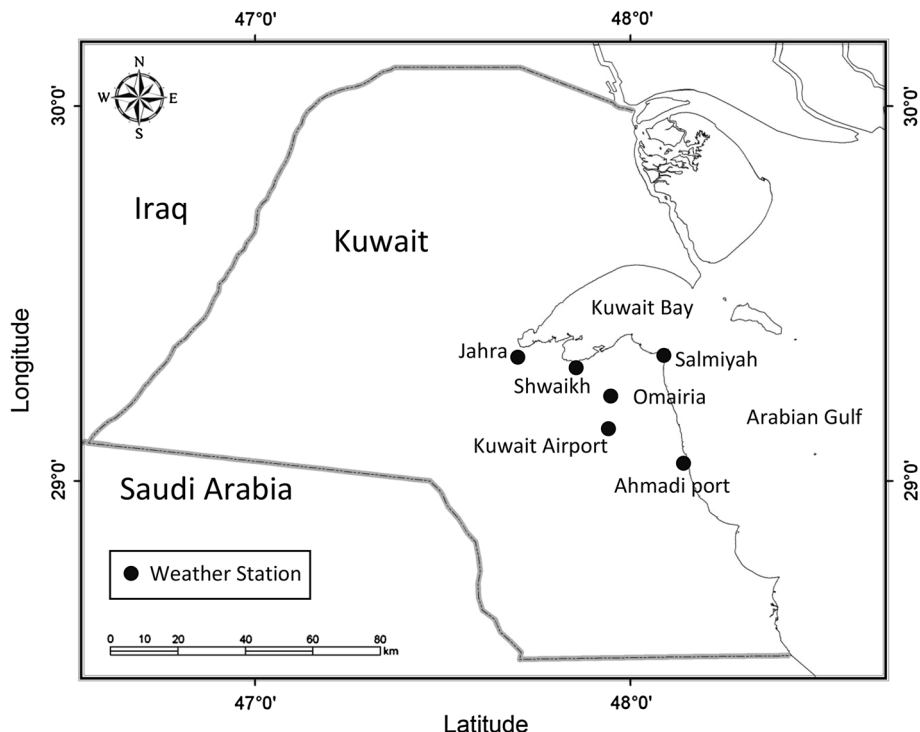 47°0'
48°0'
N
W
E
S
30°0'
30°0'
Iraq
Kuwait
Kuwait Bay
Jahra
Salmiyah
Shwaikh
Omairia
Arabian Gulf
Kuwait Airport
Longitude
29°0'
29°0'
Saudi Arabia
Ahmadi port
Weather Station
0 10 20 40 60 80
km
47°0'
48°0'
Latitude